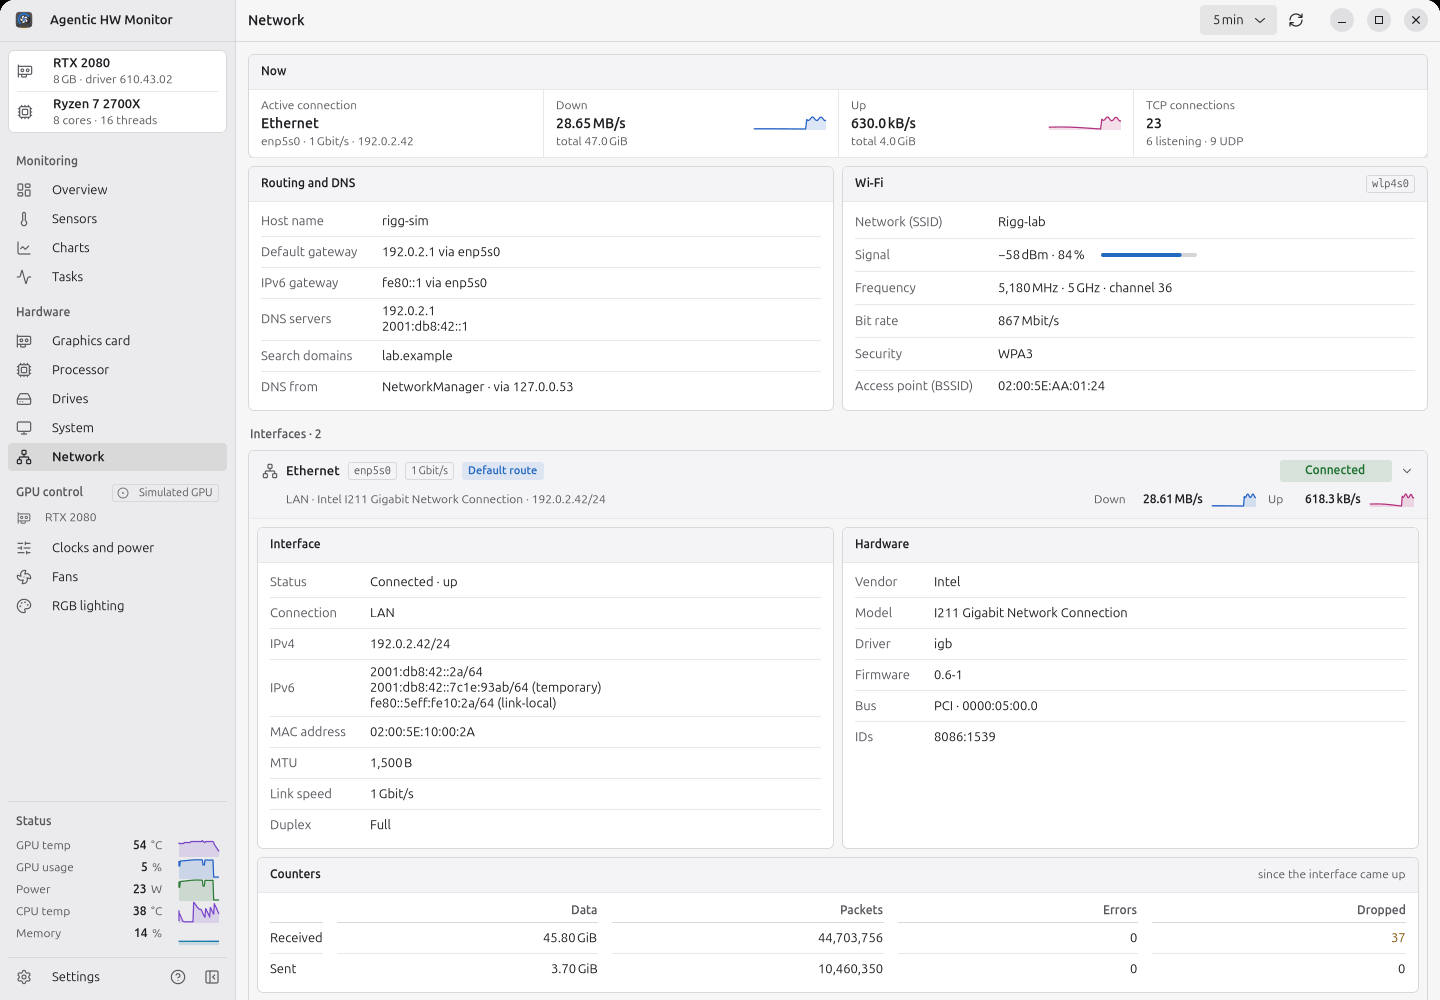 Agentic HW Monitor
Network
5 min
RTX 2080
8 GB · driver 610.43.02
Ryzen 7 2700X
8 cores · 16 threads
Monitoring
Overview
Sensors
Charts
Tasks
Hardware
Graphics card
Processor
Drives
System
Network
GPU control
Simulated GPU
RTX 2080
Clocks and power
Fans
RGB lighting
Status
GPU temp 54 °C
GPU usage 5 %
Power 23 W
CPU temp 38 °C
Memory 14 %
Settings
Now
Active connection
Ethernet
enp5s0 · 1 Gbit/s · 192.0.2.42
Down
28.65 MB/s
total 47.0 GiB
Up
630.0 kB/s
total 4.0 GiB
TCP connections
23
6 listening · 9 UDP
Routing and DNS
Host name rigg-sim
Default gateway 192.0.2.1 via enp5s0
IPv6 gateway fe80::1 via enp5s0
DNS servers 192.0.2.1
2001:db8:42::1
Search domains lab.example
DNS from NetworkManager · via 127.0.0.53
Wi-Fi wlp4s0
Network (SSID) Rigg-lab
Signal −58 dBm · 84 %
Frequency 5,180 MHz · 5 GHz · channel 36
Bit rate 867 Mbit/s
Security WPA3
Access point (BSSID) 02:00:5E:AA:01:24
Interfaces · 2
Ethernet enp5s0 1 Gbit/s Default route Connected
LAN · Intel I211 Gigabit Network Connection · 192.0.2.42/24 Down 28.61 MB/s Up 618.3 kB/s
Interface
Status Connected · up
Connection LAN
IPv4 192.0.2.42/24
IPv6 2001:db8:42::2a/64
2001:db8:42::7c1e:93ab/64 (temporary)
fe80::5eff:fe10:2a/64 (link-local)
MAC address 02:00:5E:10:00:2A
MTU 1,500 B
Link speed 1 Gbit/s
Duplex Full
Hardware
Vendor Intel
Model I211 Gigabit Network Connection
Driver igb
Firmware 0.6-1
Bus PCI · 0000:05:00.0
IDs 8086:1539
Counters since the interface came up
Data Packets Errors Dropped
Received 45.80 GiB 44,703,756 0 37
Sent 3.70 GiB 10,460,350 0 0